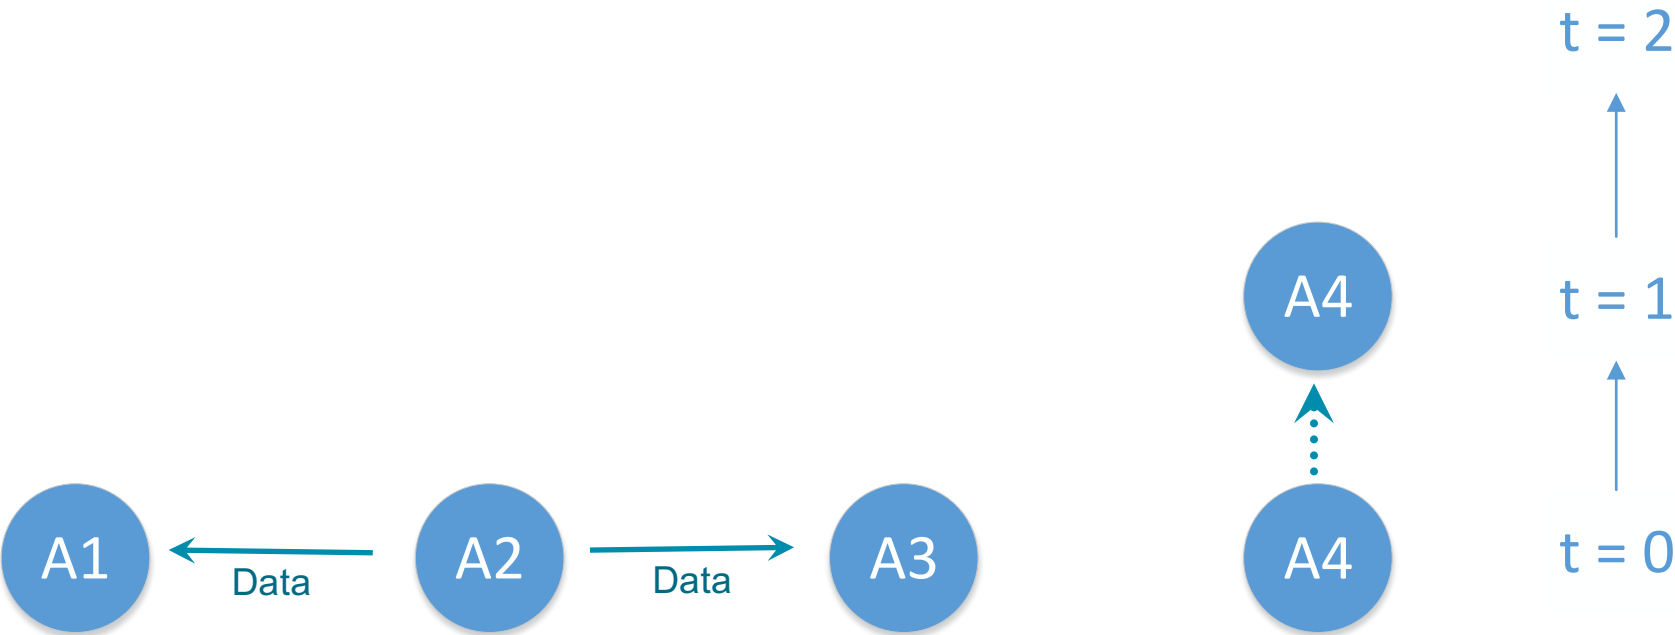 t = 2
A4
t = 1
A1
Data
A2
Data
A3
A4
t = 0